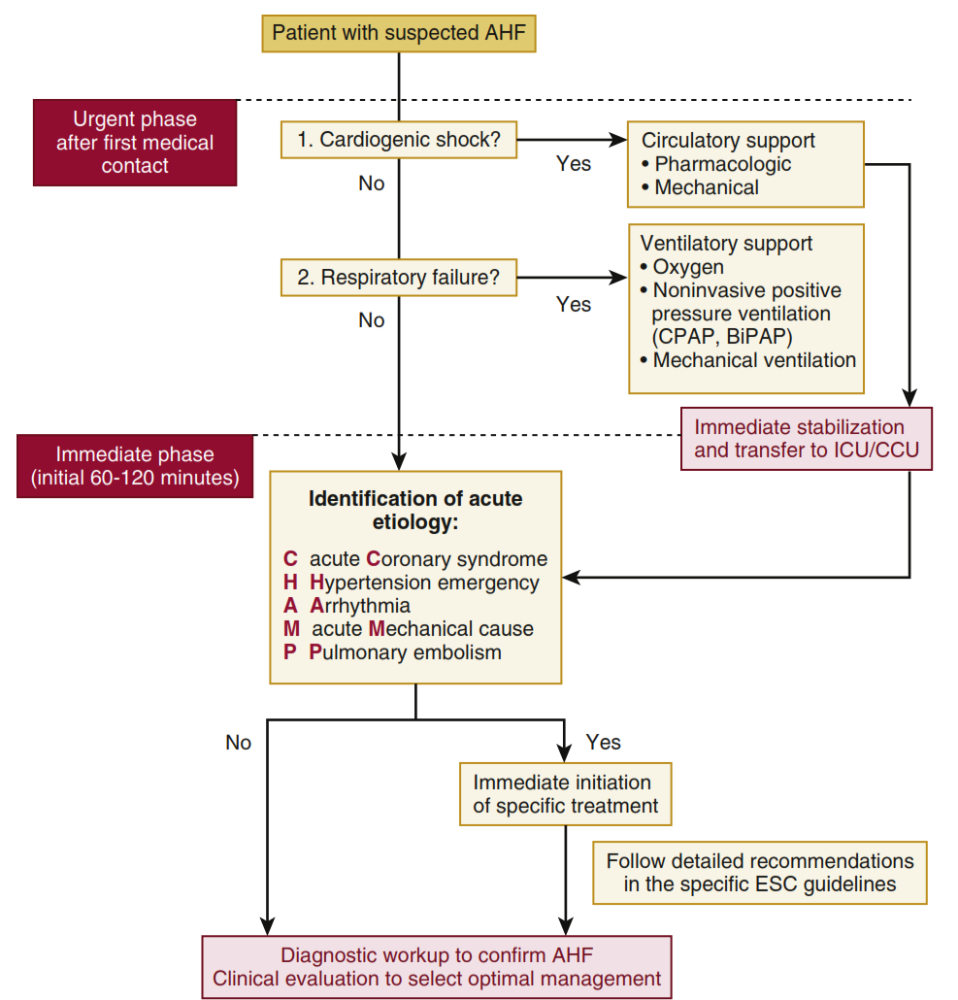 Patient with suspected AHF
Urgent phase
after first medical
contact
1. Cardiogenic shock?
Yes
Circulatory support
• Pharmacologic
• Mechanical
No
2. Respiratory failure?
Yes
Ventilatory support
• Oxygen
• Noninvasive positive
pressure ventilation
(CPAP, BiPAP)
• Mechanical ventilation
No
Immediate stabilization
and transfer to ICU/CCU
Immediate phase
(initial 60-120 minutes)
Identification of acute
etiology:
C acute Coronary syndrome
H Hypertension emergency
A Arrhythmia
M acute Mechanical cause
P Pulmonary embolism
No
Yes
Immediate initiation
of specific treatment
Follow detailed recommendations
in the specific ESC guidelines
Diagnostic workup to confirm AHF
Clinical evaluation to select optimal management